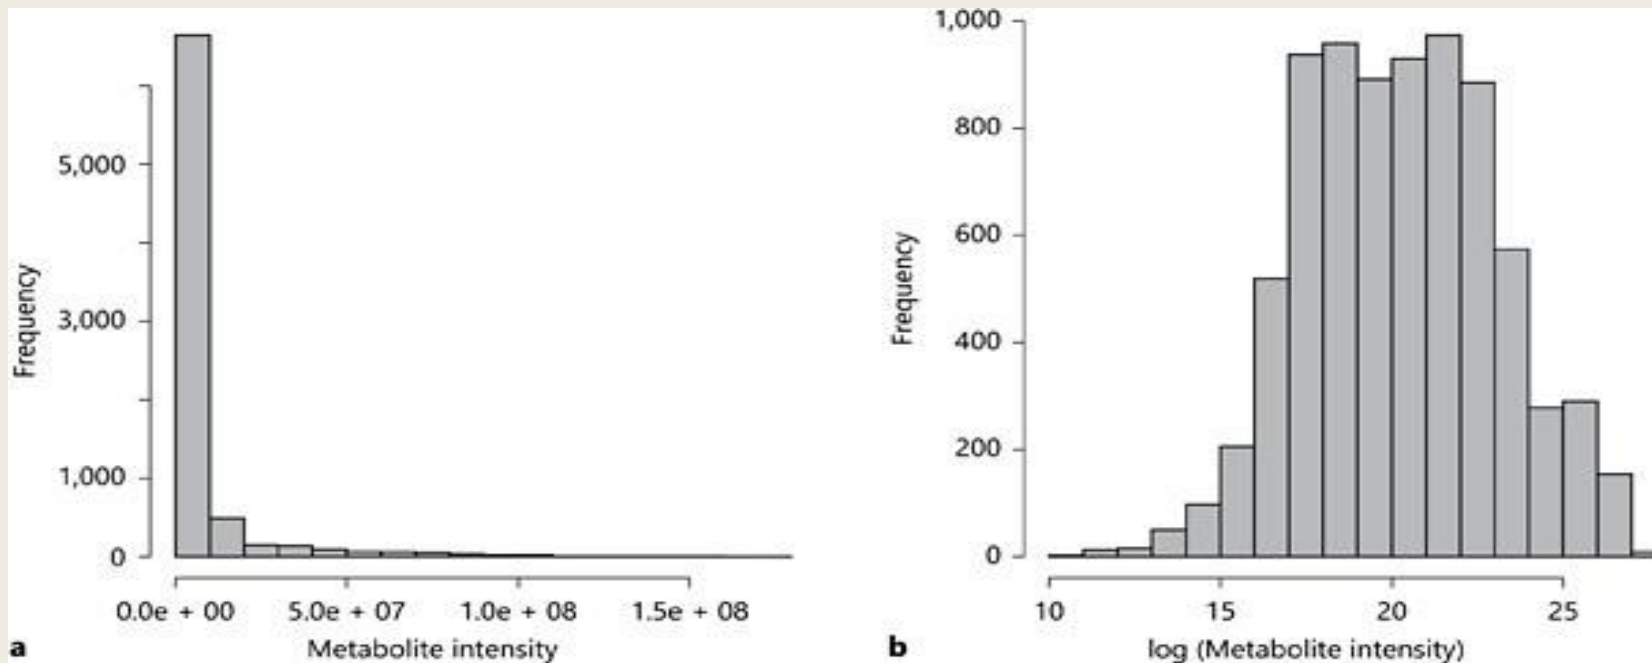 Frequency
5,000
3,000
1,000
0
0.0e + 00 5.0e + 07 1.0e + 08 1.5e + 08
Metabolite intensity
a
Frequency
1,000
800
600
400
200
0
10 15 20 25
log (Metabolite intensity)
b